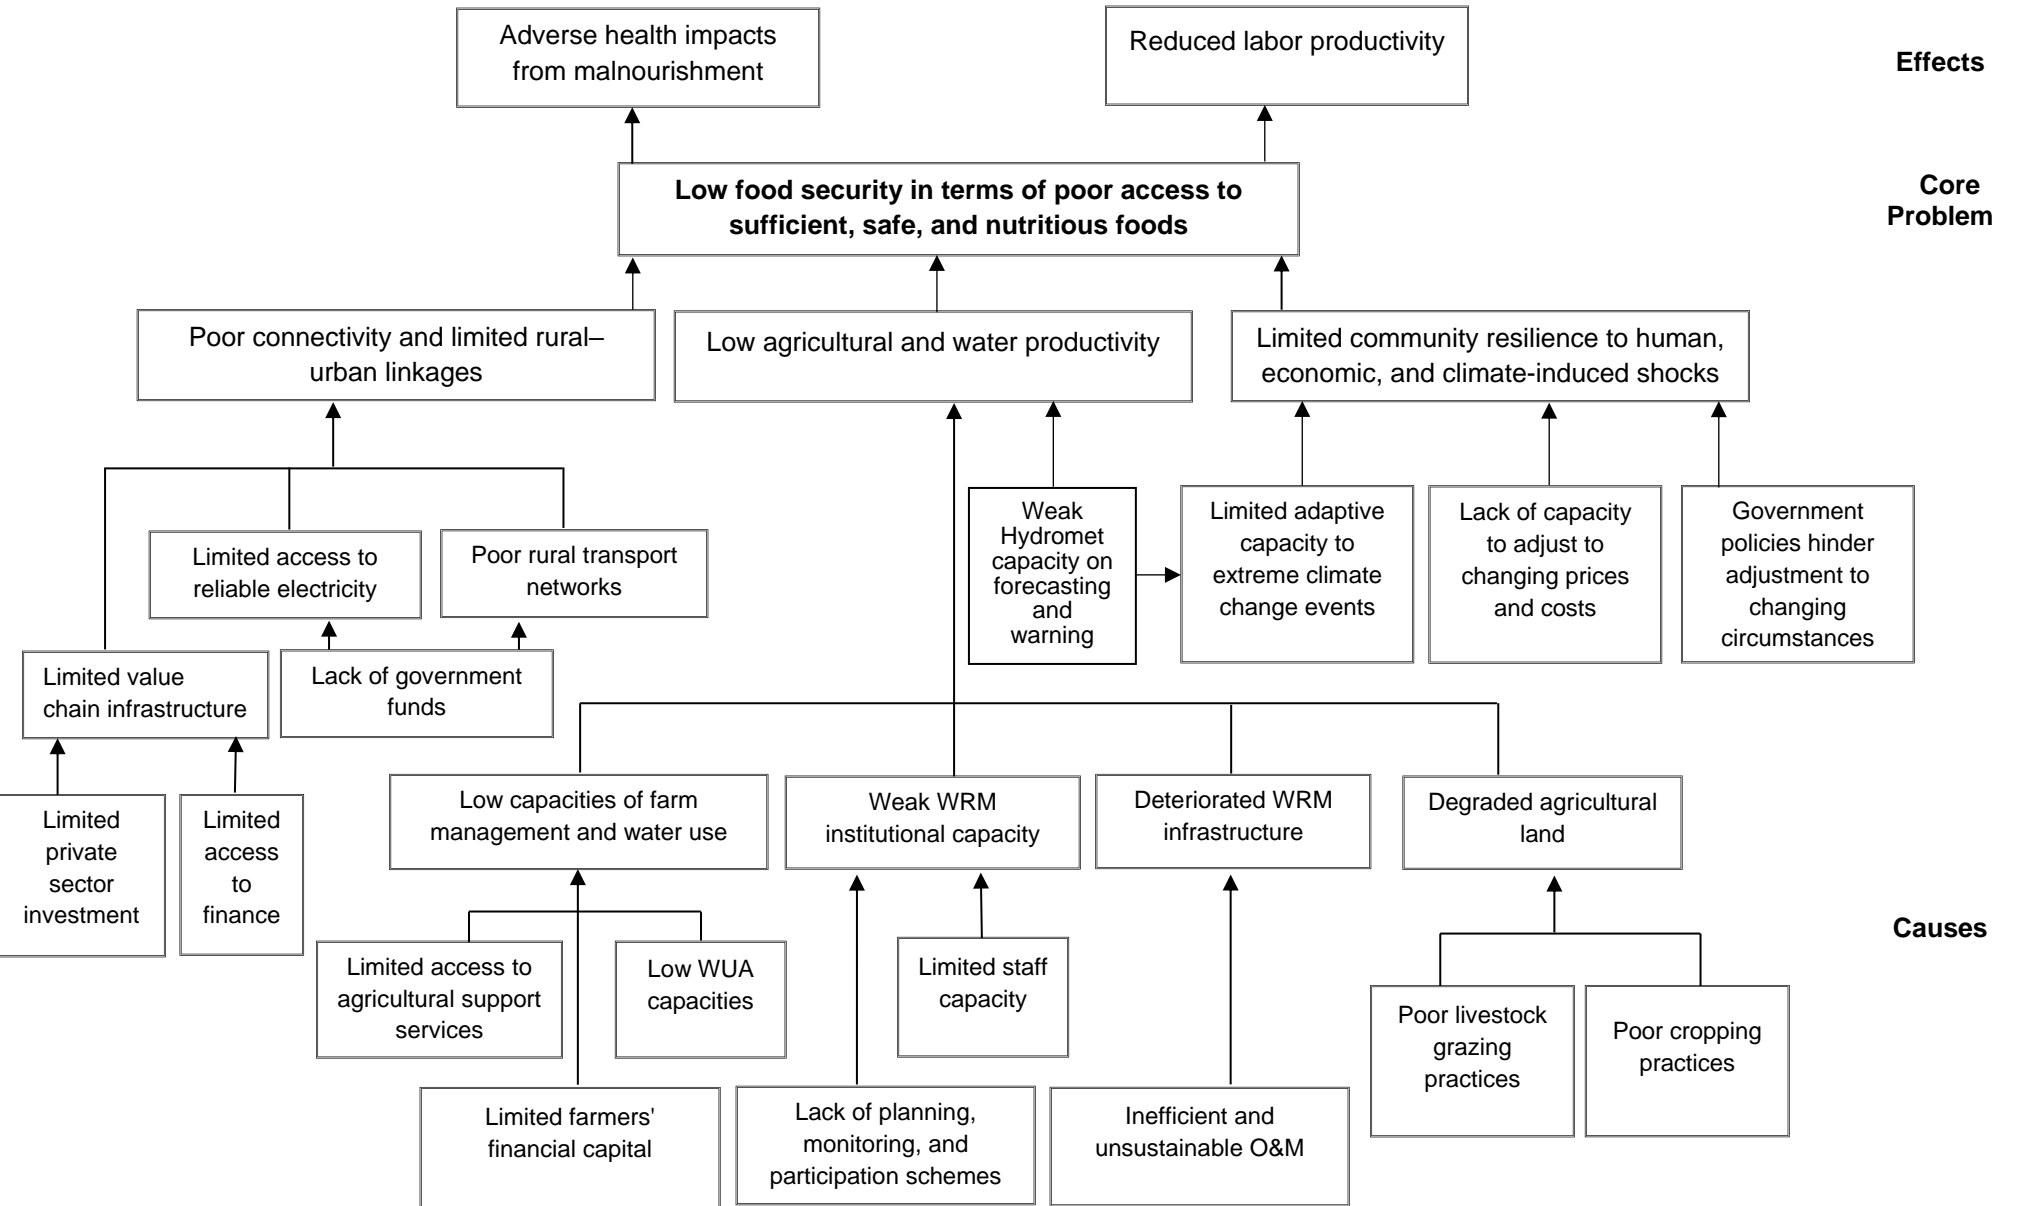 Adverse health impacts
from malnourishment
Reduced labor productivity
Effects
Low food security in terms of poor access to
sufficient, safe, and nutritious foods
Core
Problem
Poor connectivity and limited rural–
urban linkages
Low agricultural and water productivity
Limited community resilience to human,
economic, and climate-induced shocks
Limited access to
reliable electricity
Poor rural transport
networks
Weak
Hydromet
capacity on
forecasting
and
warning
Limited adaptive
capacity to
extreme climate
change events
Lack of capacity
to adjust to
changing prices
and costs
Government
policies hinder
adjustment to
changing
circumstances
Limited value
chain infrastructure
Lack of government
funds
Limited
private
sector
investment
Limited
access
to
finance
Low capacities of farm
management and water use
Weak WRM
institutional capacity
Deteriorated WRM
infrastructure
Degraded agricultural
land
Causes
Limited access to
agricultural support
services
Low WUA
capacities
Limited staff
capacity
Poor livestock
grazing
practices
Poor cropping
practices
Limited farmers'
financial capital
Lack of planning,
monitoring, and
participation schemes
Inefficient and
unsustainable O&M